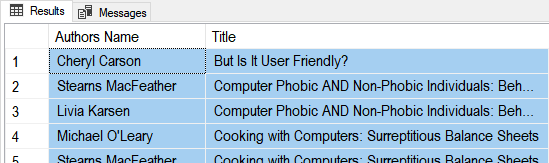 Results Messages
Authors Name Title
1 Cheryl Carson But Is It User Friendly?
2 Stearns MacFeather Computer Phobic AND Non-Phobic Individuals: Beh...
3 Livia Karsen Computer Phobic AND Non-Phobic Individuals: Beh...
4 Michael O'Leary Cooking with Computers: Surreptitious Balance Sheets
5 Stearns MacFeather Cooking with Computers: Surreptitious Balance Sheets